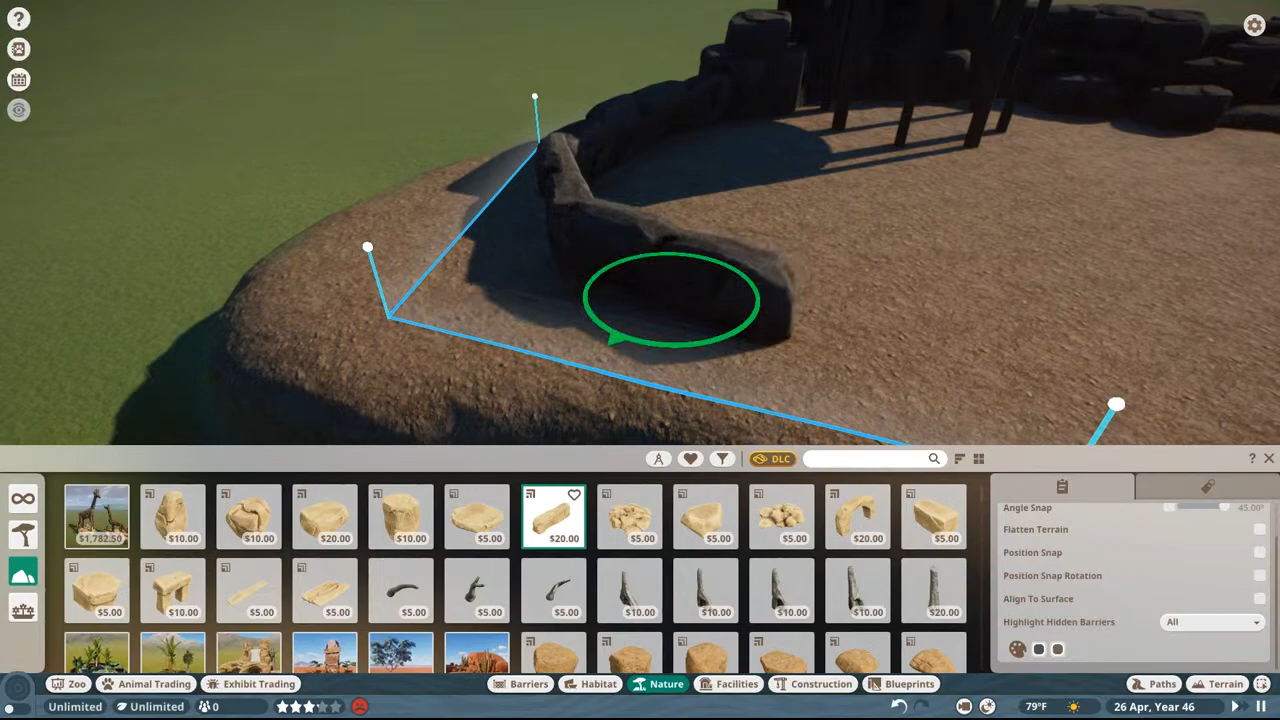 ?
DLC
?
$1,782.50
$10.00
$10.00
$20.00
$10.00
$5.00
$20.00
$5.00
$5.00
$5.00
$20.00
$5.00
Angle Snap
45.00°
Flatten Terrain
Position Snap
Position Snap Rotation
Align To Surface
Highlight Hidden Barriers
All
$5.00
$10.00
$5.00
$5.00
$5.00
$5.00
$5.00
$10.00
$10.00
$10.00
$10.00
$20.00
Zoo
Animal Trading
Exhibit Trading
Barriers
Habitat
Nature
Facilities
Construction
Blueprints
Paths
Terrain
Unlimited
Unlimited
0
79°F
26 Apr, Year 46